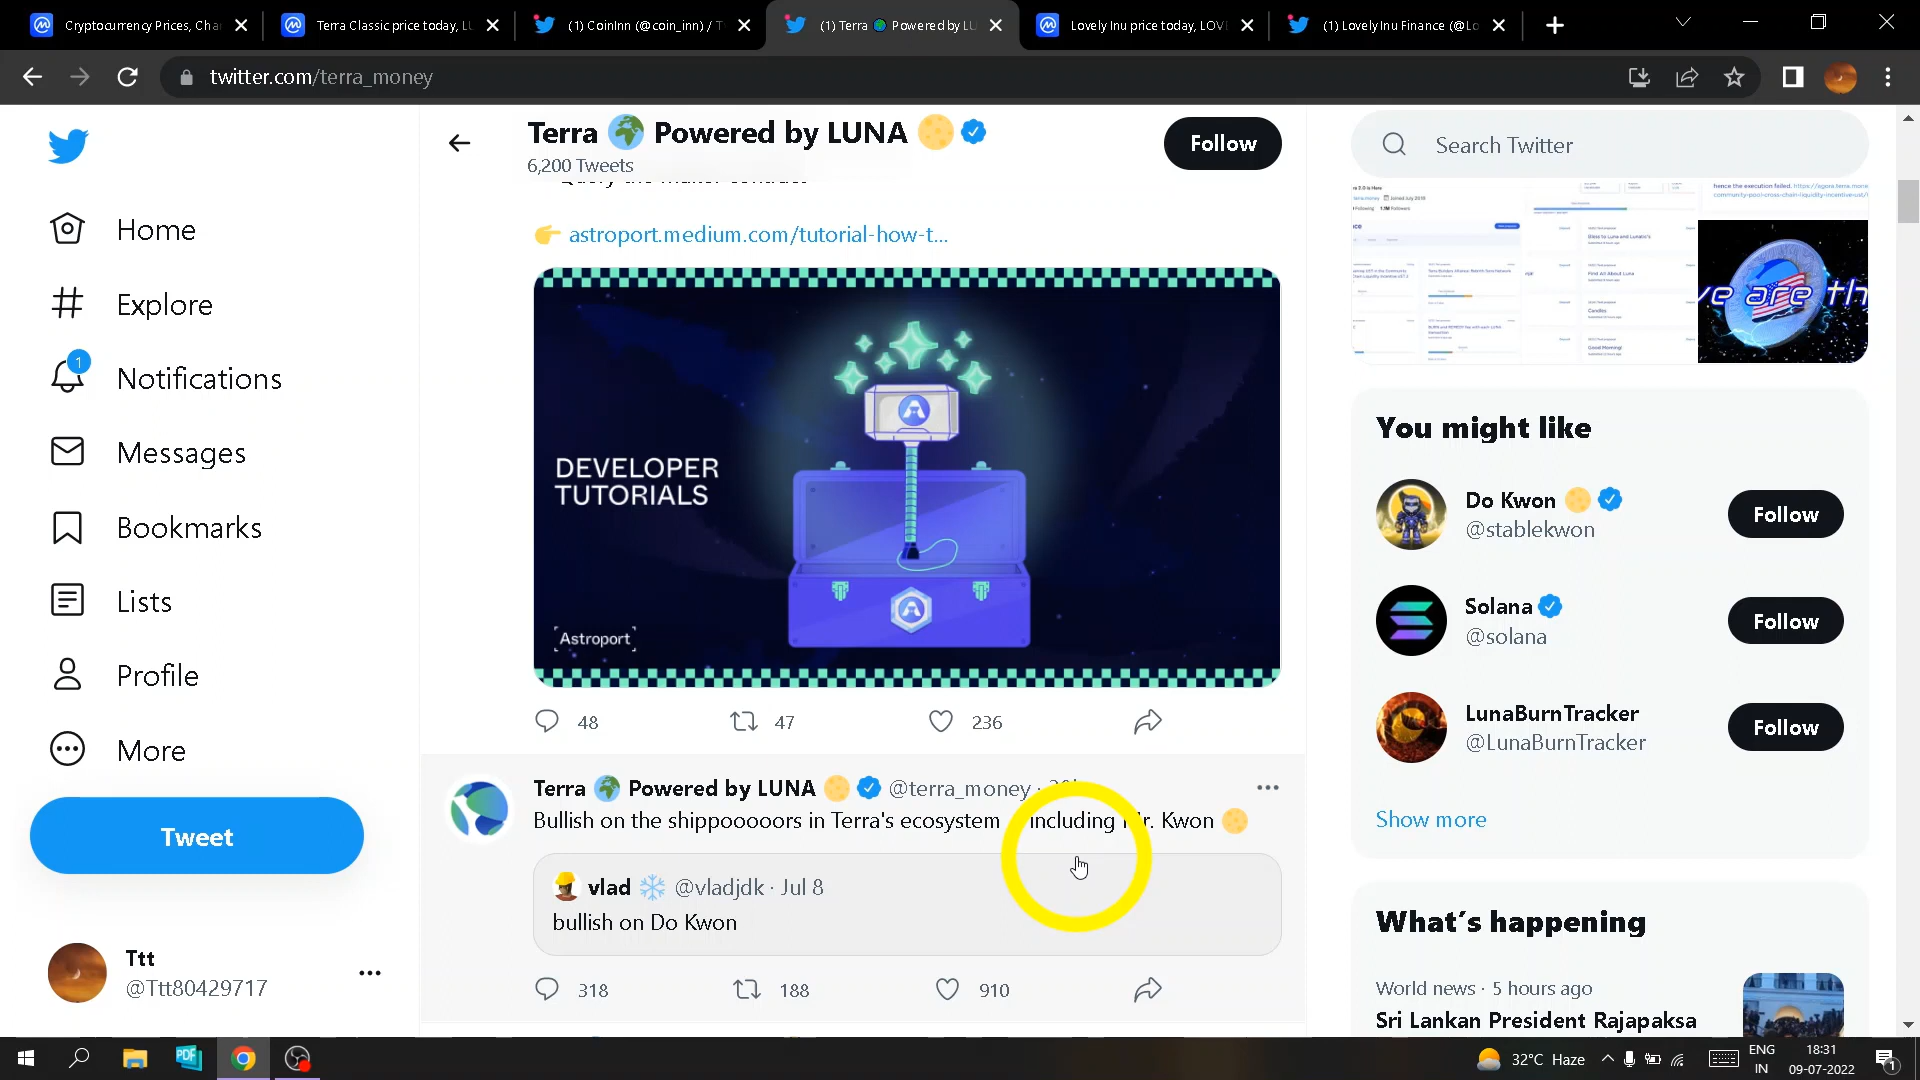 Cryptocurrency Prices, Cha
Terra Classic price today, LU
(1) CoinInn (@coin_inn) / T
(1) Terra 🌍 Powered by LU
Lovely Inu price today, LOVE
(1) Lovely Inu Finance (@Lo
twitter.com/terra_money
Terra 🌍 Powered by LUNA 🌕
6,200 Tweets
Follow
Search Twitter
Home
Explore
1
Notifications
Messages
Bookmarks
Lists
Profile
More
Tweet
Ttt
@Ttt80429717
👉 astroport.medium.com/tutorial-how-t...
DEVELOPER
TUTORIALS
Astroport
48
47
236
Terra 🌍 Powered by LUNA 🌕 @terra_money ·
Bullish on the shippooooors in Terra's ecosystem including Mr. Kwon 🌕
vlad ❄️ @vladjdk · Jul 8
bullish on Do Kwon
318
188
910
You might like
Do Kwon 🌕
@stablekwon
Follow
Solana
@solana
Follow
LunaBurnTracker
@LunaBurnTracker
Follow
Show more
What's happening
World news · 5 hours ago
Sri Lankan President Rajapaksa
PDF
32°C Haze
ENG
IN
18:31
09-07-2022
1